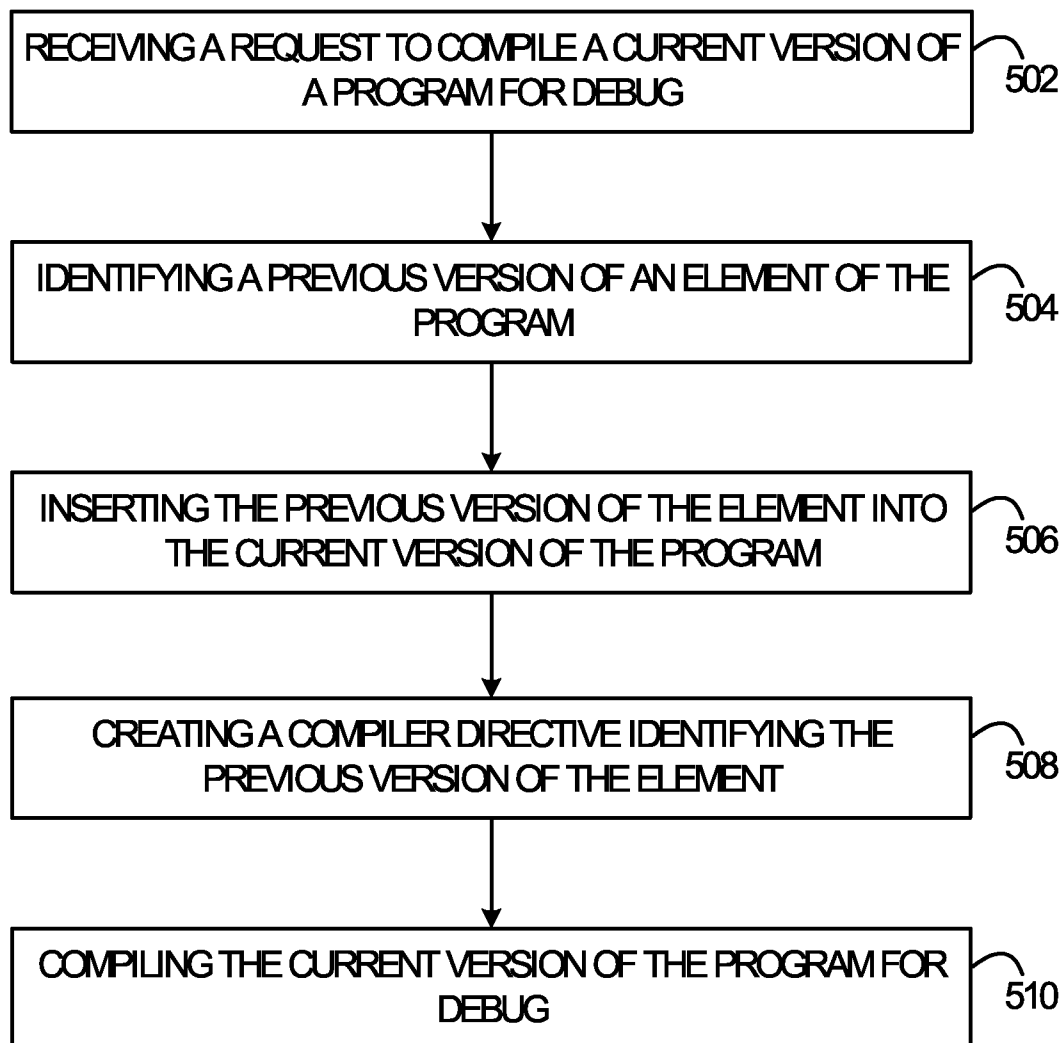 RECEIVING A REQUEST TO COMPILE A CURRENT VERSION OF
A PROGRAM FOR DEBUG
502
IDENTIFYING A PREVIOUS VERSION OF AN ELEMENT OF THE
PROGRAM
504
INSERTING THE PREVIOUS VERSION OF THE ELEMENT INTO
THE CURRENT VERSION OF THE PROGRAM
506
CREATING A COMPILER DIRECTIVE IDENTIFYING THE
PREVIOUS VERSION OF THE ELEMENT
508
COMPILING THE CURRENT VERSION OF THE PROGRAM FOR
DEBUG
510